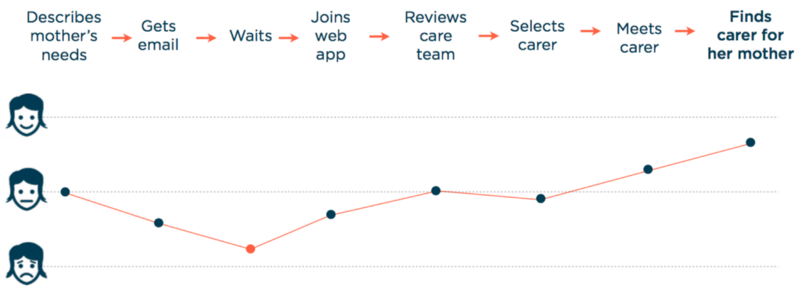 Describes
mother's
needs
Gets
email
Waits
Joins
web
app
Reviews
care
team
Selects
carer
Meets
carer
Finds
carer for
her mother